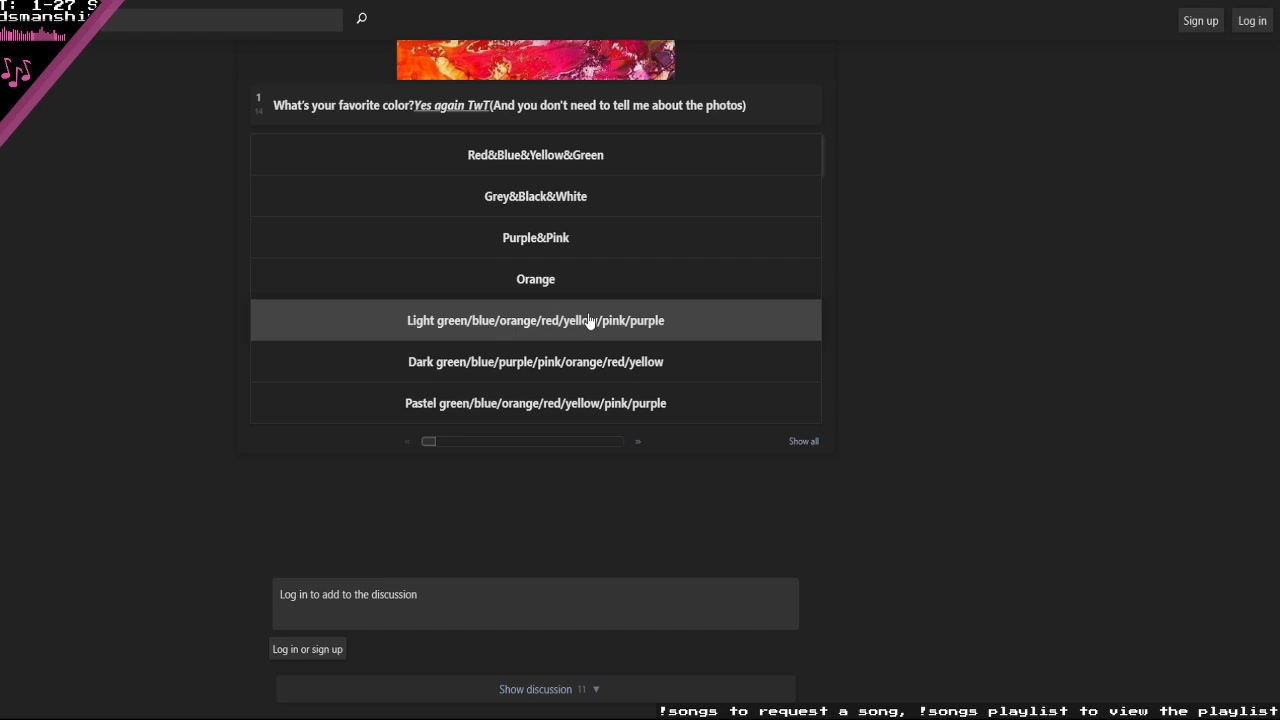 T: 1-27 S
dsmanshi
Sign up
Log in
1
14
What's your favorite color?Yes again TwT(And you don't need to tell me about the photos)
Red&Blue&Yellow&Green
Grey&Black&White
Purple&Pink
Orange
Light green/blue/orange/red/yellow/pink/purple
Dark green/blue/purple/pink/orange/red/yellow
Pastel green/blue/orange/red/yellow/pink/purple
«
»
Show all
Log in to add to the discussion
Log in or sign up
Show discussion 11 ▼
!songs to request a song, !songs playlist to view the playlist